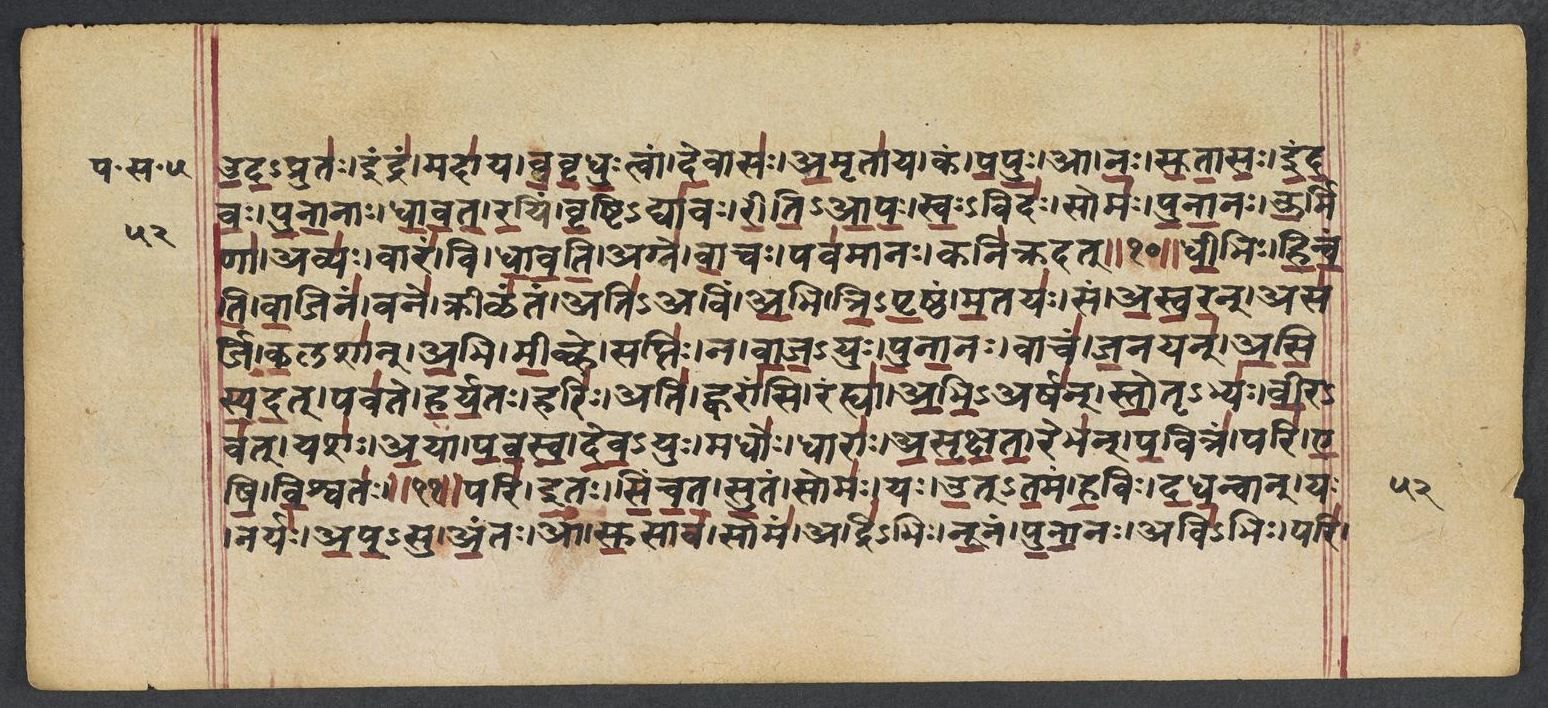 प॰ स॰ ५
उदऽप्रुतः। इंद्रं। मदाय। ववृधुः। त्वां। देवासः। अमृताय। कं। पपुः। आ। नः। सुतासः। इंद
वः। पुनानाः। धावत। रयिं। वृष्टिऽद्यावः। रीतिऽआपः। स्वःऽविदः। सोमः। पुनानः। ऊर्मि
५२
णा। अव्यः। वारं। वि। धावति। अग्रे। वाचः। पवमानः। कनिक्रदत्॥१०॥ धीभिः। हिन्वं
ति। वाजिनं। वने। क्रीळंतं। अतिऽअविं। अभि। त्रिऽपृष्ठं। मतयः। सं। अस्वरन्। अस
र्जि। कलशान्। अभि। मीळ्हे। सप्तिः। न। वाजऽयुः। पुनानः। वाचं। जनयन्। असि
स्यदत्। पवते। हर्यतः। हरिः। अति। ह्वरांसि। रंह्या। अभिऽअर्षन्। स्तोतृऽभ्यः। वीरऽ
वत्। यशः। अया। पवस्व। देवऽयुः। मधोः। धाराः। असृक्षत। रेभन्। पवित्रं। परि। ए
षि। विश्वतः॥११॥ परि। इतः। सिंचत। सुतं। सोमः। यः। उत्ऽतमं। हविः। दधन्वान्। यः
५२
। नर्यः। अप्ऽसु। अंतः। आ। सुसाव। सोमं। अद्रिऽभिः। नूनं। पुनानः। अविऽभिः। परि।